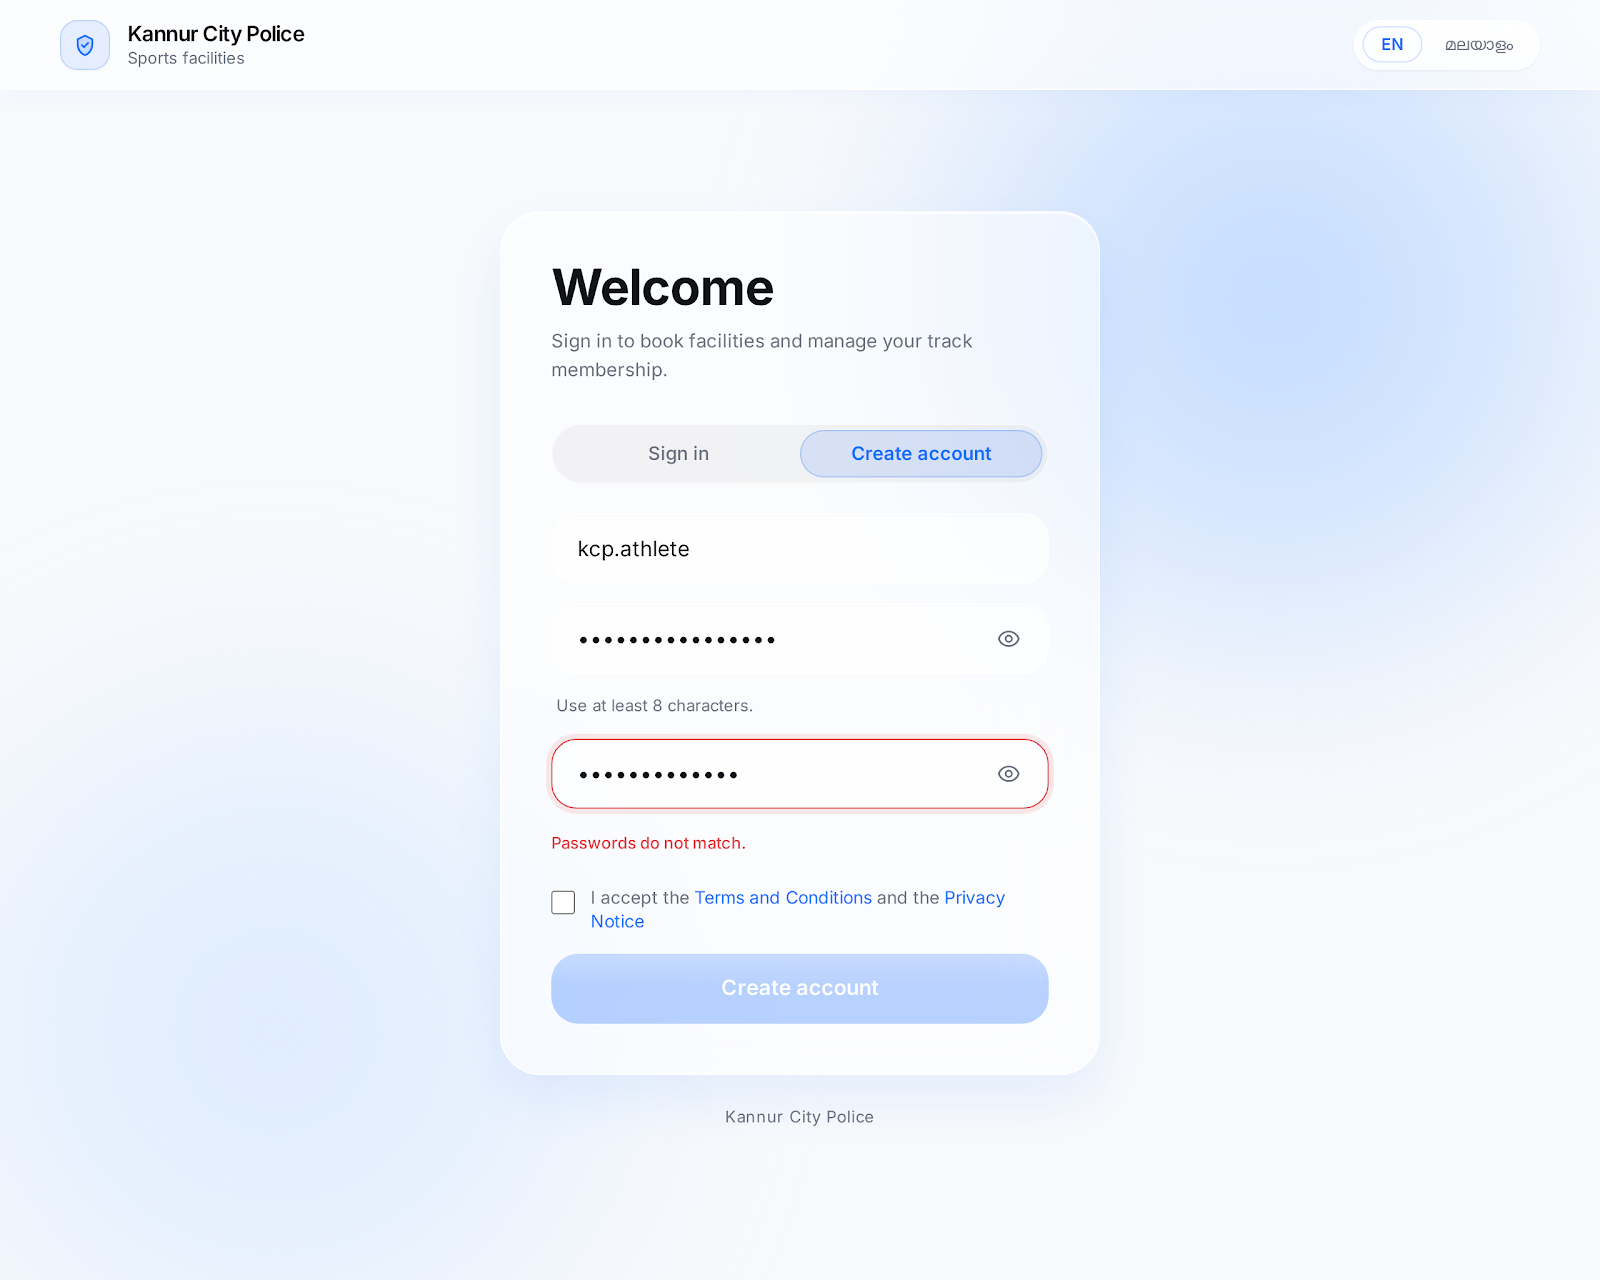 Kannur City Police
Sports facilities
EN
മലയാളം
Welcome
Sign in to book facilities and manage your track
membership.
Sign in
Create account
kcp.athlete
••••••••••••••••
Use at least 8 characters.
•••••••••••••
Passwords do not match.
I accept the Terms and Conditions and the Privacy
Notice
Create account
Kannur City Police